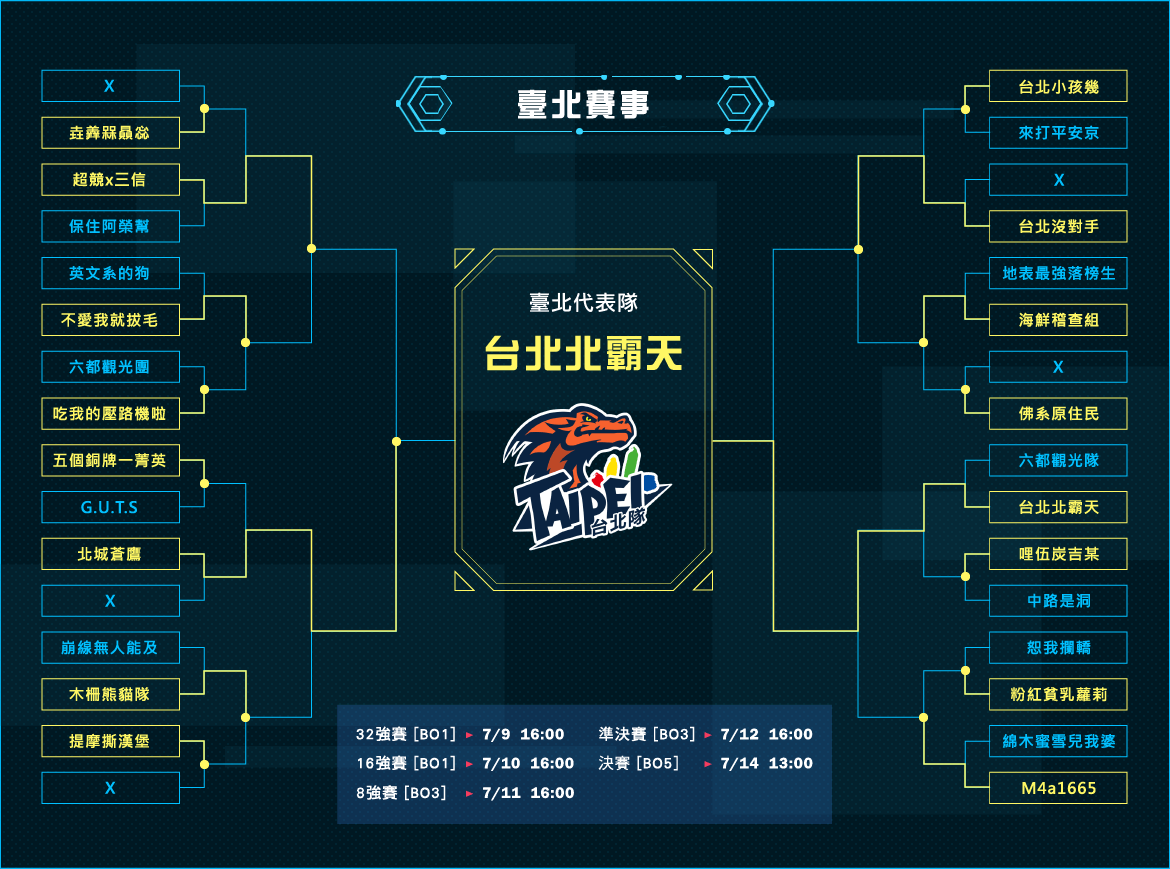 臺北賽事
X
垚羴槑贔惢
超競x三信
保住阿榮幫
英文系的狗
不愛我就拔毛
六都觀光團
吃我的壓路機啦
五個銅牌一菁英
G.U.T.S
北城蒼鷹
X
崩線無人能及
木柵熊貓隊
提摩撕漢堡
X
臺北代表隊
台北北霸天
TAIPEI
台北隊
台北小孩幾
來打平安京
X
台北沒對手
地表最強落榜生
海鮮稽查組
X
佛系原住民
六都觀光隊
台北北霸天
哩伍炭吉某
中路是洞
恕我攔轎
粉紅貧乳蘿莉
綿木蜜雪兒我婆
M4a1665
32強賽 [BO1] ► 7/9 16:00
16強賽 [BO1] ► 7/10 16:00
8強賽 [BO3] ► 7/11 16:00
準決賽 [BO3] ► 7/12 16:00
決賽 [BO5] ► 7/14 13:00